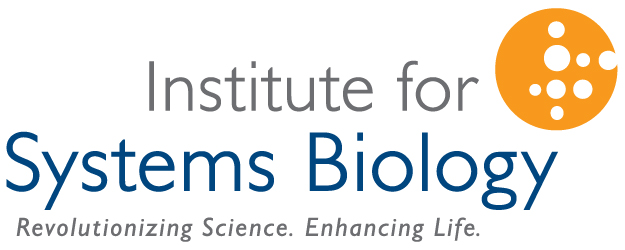 Institute for
Systems Biology
Revolutionizing Science. Enhancing Life.